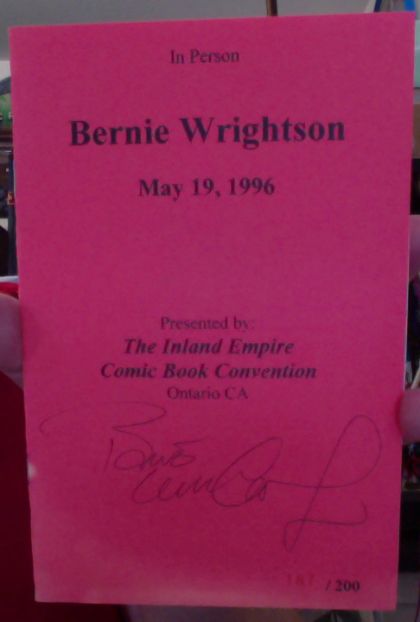 In Person
Bernie Wrightson
May 19, 1996
Presented by:
The Inland Empire
Comic Book Convention
Ontario CA
/ 200